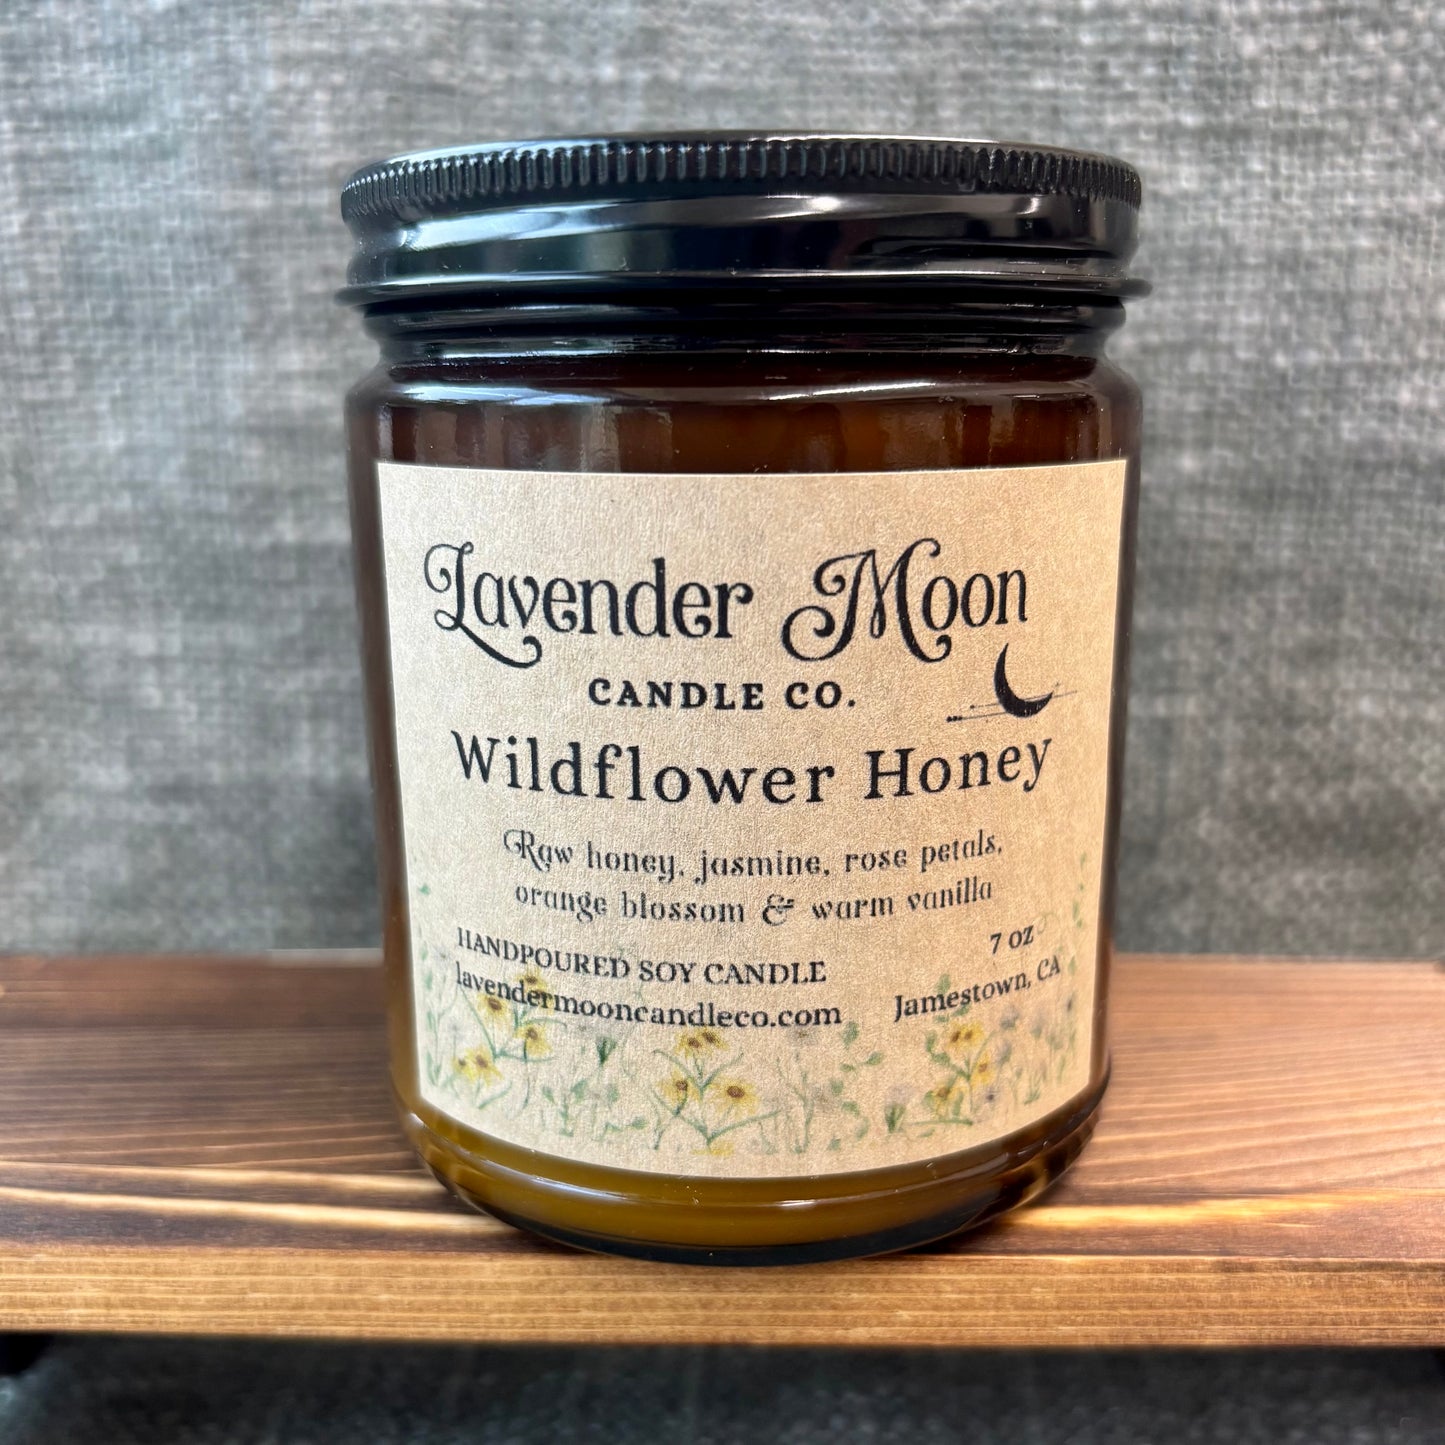 Lavender Moon
CANDLE CO.
Wildflower Honey
Raw honey, jasmine, rose petals,
orange blossom & warm vanilla
HANDPOURED SOY CANDLE
7 oz
lavendermooncandleco.com
Jamestown, CA